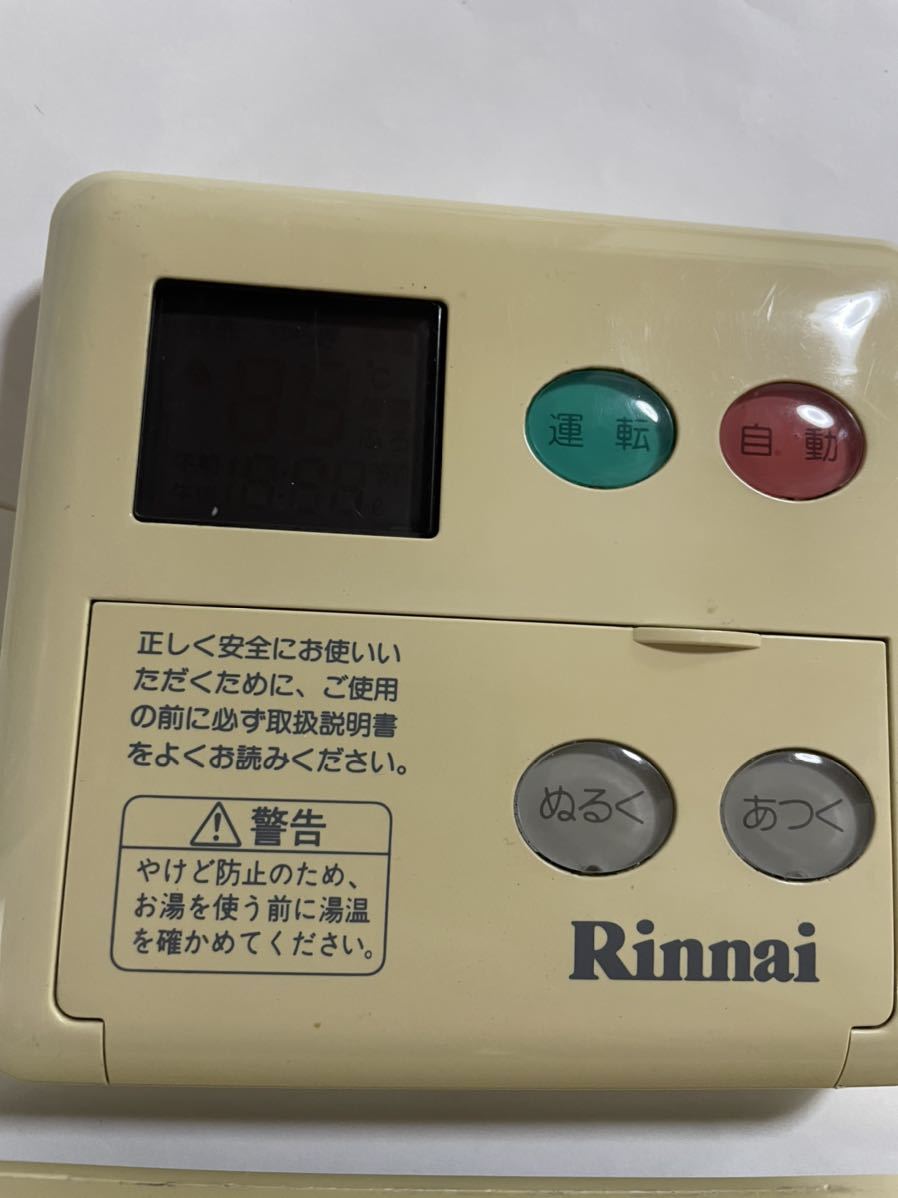 運転
自動
正しく安全にお使いい
ただくために、ご使用
の前に必ず取扱説明書
をよくお読みください。
警告
やけど防止のため、
お湯を使う前に湯温
を確かめてください。
ぬるく
あつく
Rinnai